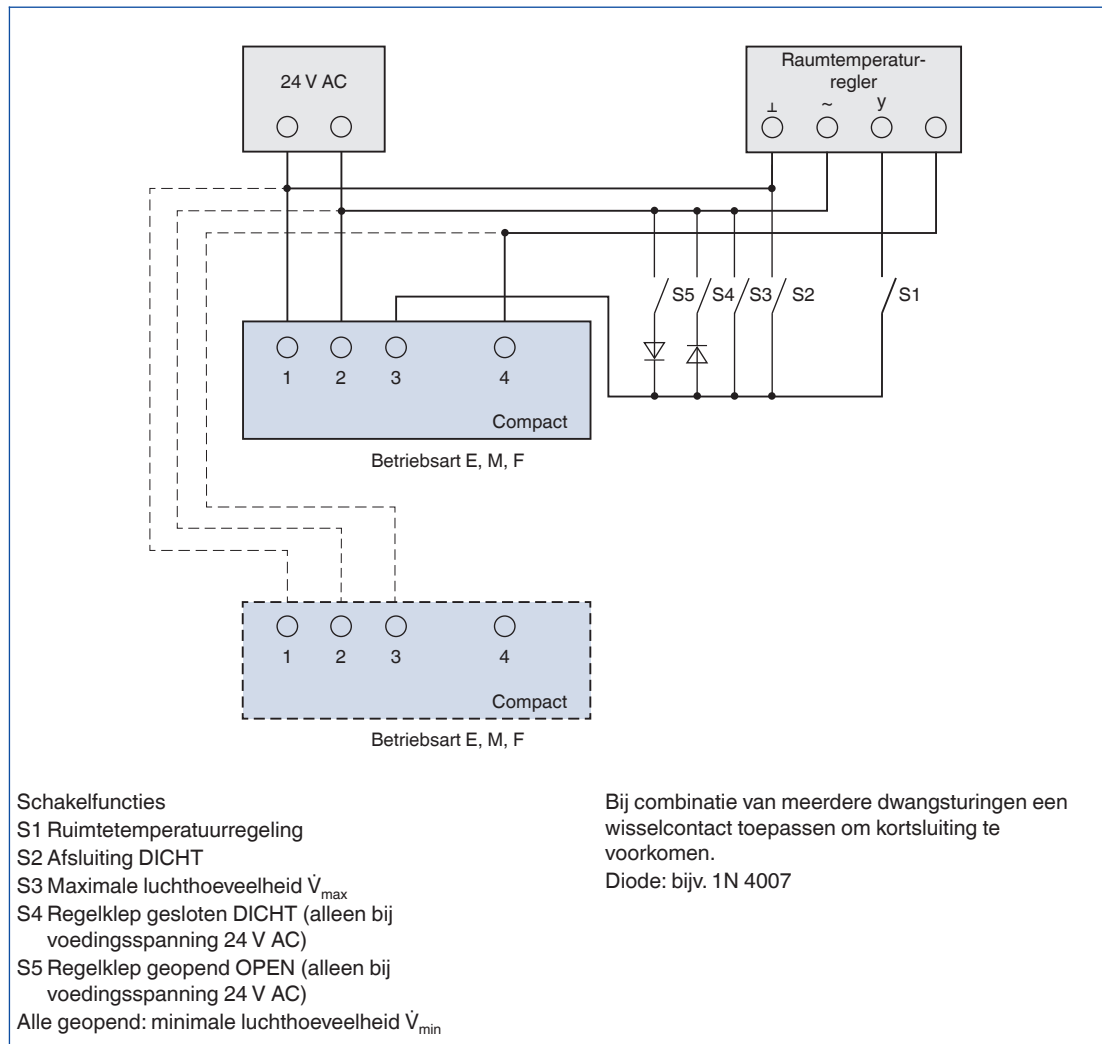 24 V AC
Raumtemperatur-
regler
⊥ ~ y
S5 S4 S3 S2 S1
1 2 3 4
Compact
Betriebsart E, M, F
1 2 3 4
Compact
Betriebsart E, M, F
Schakelfuncties
S1 Ruimtetemperatuurregeling
S2 Afsluiting DICHT
S3 Maximale luchthoeveelheid V̇max
S4 Regelklep gesloten DICHT (alleen bij
voedingsspanning 24 V AC)
S5 Regelklep geopend OPEN (alleen bij
voedingsspanning 24 V AC)
Alle geopend: minimale luchthoeveelheid V̇min
Bij combinatie van meerdere dwangsturingen een
wisselcontact toepassen om kortsluiting te
voorkomen.
Diode: bijv. 1N 4007